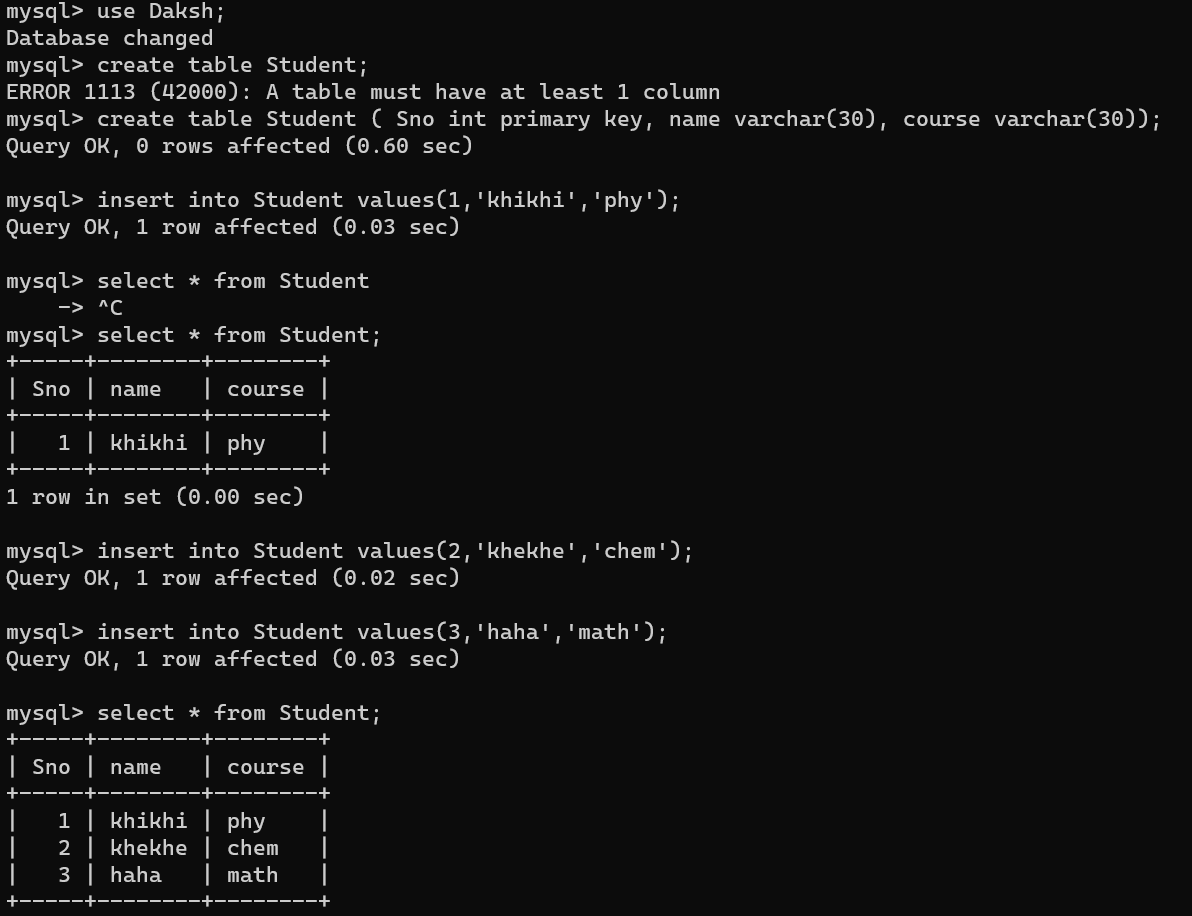 mysql> use Daksh;
Database changed
mysql> create table Student;
ERROR 1113 (42000): A table must have at least 1 column
mysql> create table Student ( Sno int primary key, name varchar(30), course varchar(30));
Query OK, 0 rows affected (0.60 sec)

mysql> insert into Student values(1,'khikhi','phy');
Query OK, 1 row affected (0.03 sec)

mysql> select * from Student
    -> ^C
mysql> select * from Student;
+-----+--------+--------+
| Sno | name   | course |
+-----+--------+--------+
|   1 | khikhi | phy    |
+-----+--------+--------+
1 row in set (0.00 sec)

mysql> insert into Student values(2,'khekhe','chem');
Query OK, 1 row affected (0.02 sec)

mysql> insert into Student values(3,'haha','math');
Query OK, 1 row affected (0.03 sec)

mysql> select * from Student;
+-----+--------+--------+
| Sno | name   | course |
+-----+--------+--------+
|   1 | khikhi | phy    |
|   2 | khekhe | chem   |
|   3 | haha   | math   |
+-----+--------+--------+